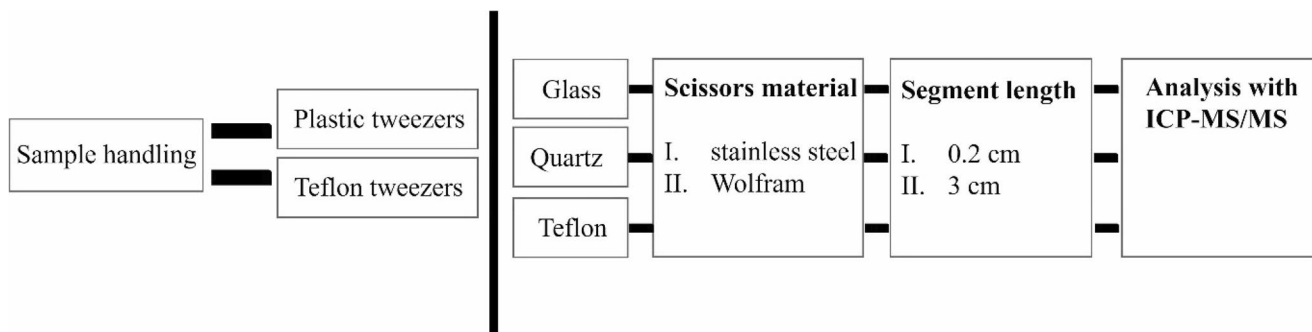 Sample handling
Plastic tweezers
Teflon tweezers
Glass
Quartz
Teflon
Scissors material
I. stainless steel
II. Wolfram
Segment length
I. 0.2 cm
II. 3 cm
Analysis with
ICP-MS/MS